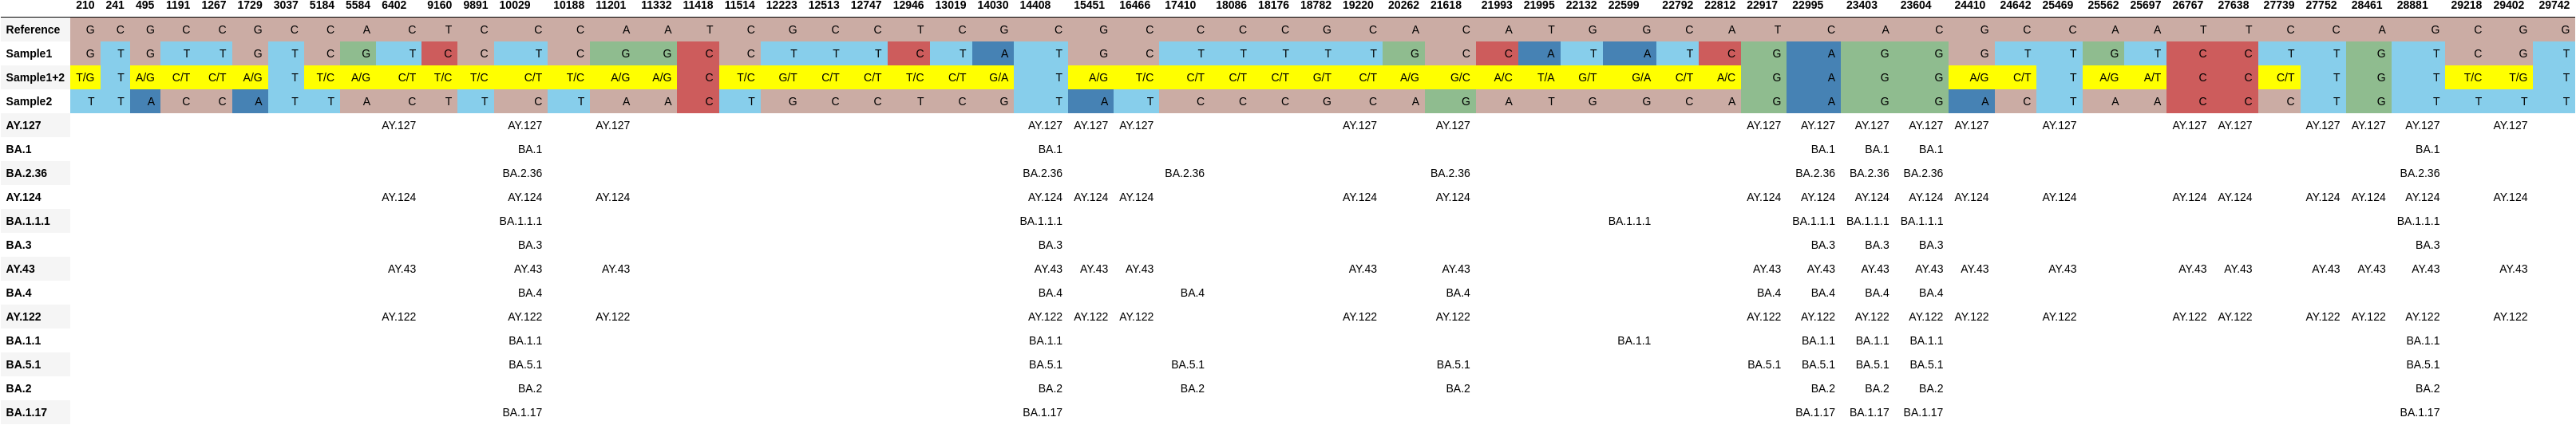 210 241 495 1191 1267 1729 3037 5184 5584 6402 9160 9891 10029 10188 11201 11332 11418 11514 12223 12513 12747 12946 13019 14030 14408 15451 16466 17410 18086 18176 18782 19220 20262 21618 21993 21995 22132 22599 22792 22812 22917 22995 23403 23604 24410 24642 25469 25562 25697 26767 27638 27739 27752 28461 28881 29218 29402 29742
Reference G C G C C G C C A C T C C C A A T C G C C T C G C G C C C C G C A C A T G G C A T C A C G C C A A T T C C A G C G G
Sample1 G T G T T G T C G T C C T C G G C C T T T C T A T G C T T T T T G C C A T A T C G A G G G T T G T C C T T G T C G T
Sample1+2 T/G T A/G C/T C/T A/G T T/C A/G C/T T/C T/C C/T T/C A/G A/G C T/C G/T C/T C/T T/C C/T G/A T A/G T/C C/T C/T C/T G/T C/T A/G G/C A/C T/A G/T G/A C/T A/C G A G G A/G C/T T A/G A/T C C C/T T G T T/C T/G T
Sample2 T T A C C A T T A C T T C T A A C T G C C T C G T A T C C C G C A G A T G G C A G A G G A C T A A C C C T G T T T T
AY.127 AY.127 AY.127 AY.127 AY.127 AY.127 AY.127 AY.127 AY.127 AY.127 AY.127 AY.127 AY.127 AY.127 AY.127 AY.127 AY.127 AY.127 AY.127 AY.127 AY.127
BA.1 BA.1 BA.1 BA.1 BA.1 BA.1 BA.1
BA.2.36 BA.2.36 BA.2.36 BA.2.36 BA.2.36 BA.2.36 BA.2.36 BA.2.36 BA.2.36
AY.124 AY.124 AY.124 AY.124 AY.124 AY.124 AY.124 AY.124 AY.124 AY.124 AY.124 AY.124 AY.124 AY.124 AY.124 AY.124 AY.124 AY.124 AY.124 AY.124 AY.124
BA.1.1.1 BA.1.1.1 BA.1.1.1 BA.1.1.1 BA.1.1.1 BA.1.1.1 BA.1.1.1 BA.1.1.1
BA.3 BA.3 BA.3 BA.3 BA.3 BA.3 BA.3
AY.43 AY.43 AY.43 AY.43 AY.43 AY.43 AY.43 AY.43 AY.43 AY.43 AY.43 AY.43 AY.43 AY.43 AY.43 AY.43 AY.43 AY.43 AY.43 AY.43 AY.43
BA.4 BA.4 BA.4 BA.4 BA.4 BA.4 BA.4 BA.4 BA.4
AY.122 AY.122 AY.122 AY.122 AY.122 AY.122 AY.122 AY.122 AY.122 AY.122 AY.122 AY.122 AY.122 AY.122 AY.122 AY.122 AY.122 AY.122 AY.122 AY.122 AY.122
BA.1.1 BA.1.1 BA.1.1 BA.1.1 BA.1.1 BA.1.1 BA.1.1 BA.1.1
BA.5.1 BA.5.1 BA.5.1 BA.5.1 BA.5.1 BA.5.1 BA.5.1 BA.5.1 BA.5.1 BA.5.1
BA.2 BA.2 BA.2 BA.2 BA.2 BA.2 BA.2 BA.2 BA.2
BA.1.17 BA.1.17 BA.1.17 BA.1.17 BA.1.17 BA.1.17 BA.1.17